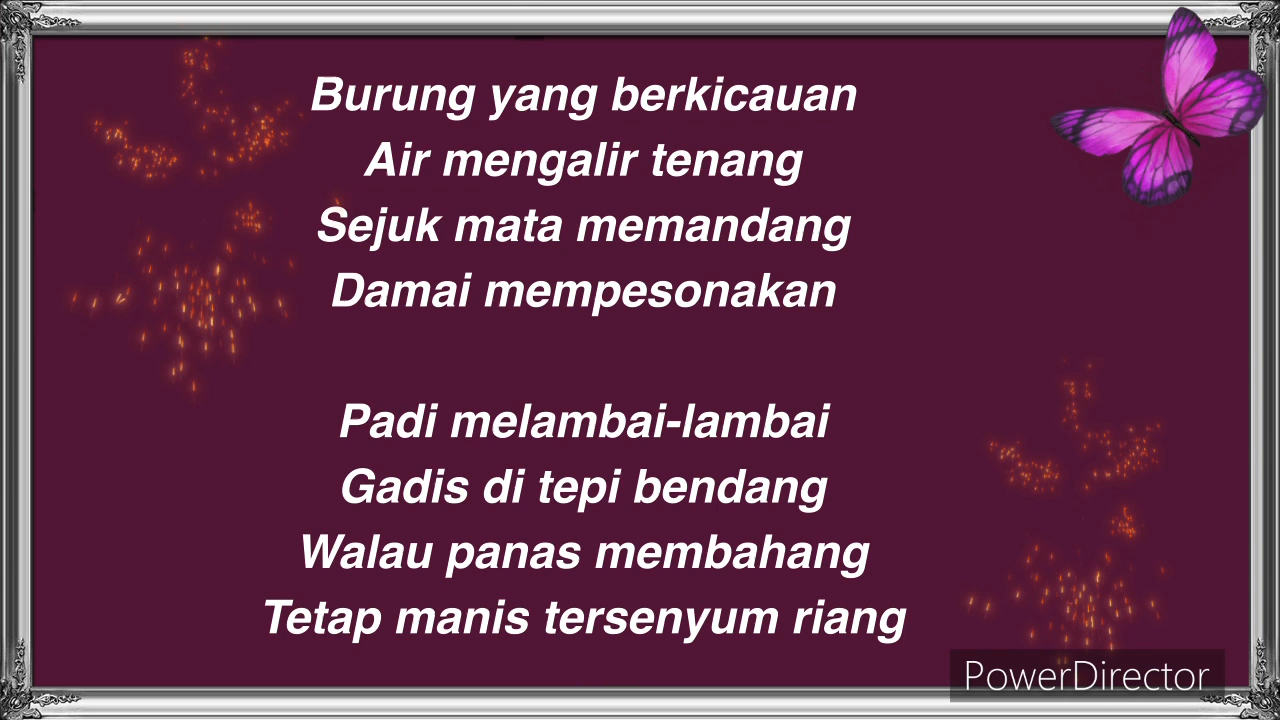 Burung yang berkicauan
Air mengalir tenang
Sejuk mata memandang
Damai mempesonakan
Padi melambai-lambai
Gadis di tepi bendang
Walau panas membahang
Tetap manis tersenyum riang
PowerDirector